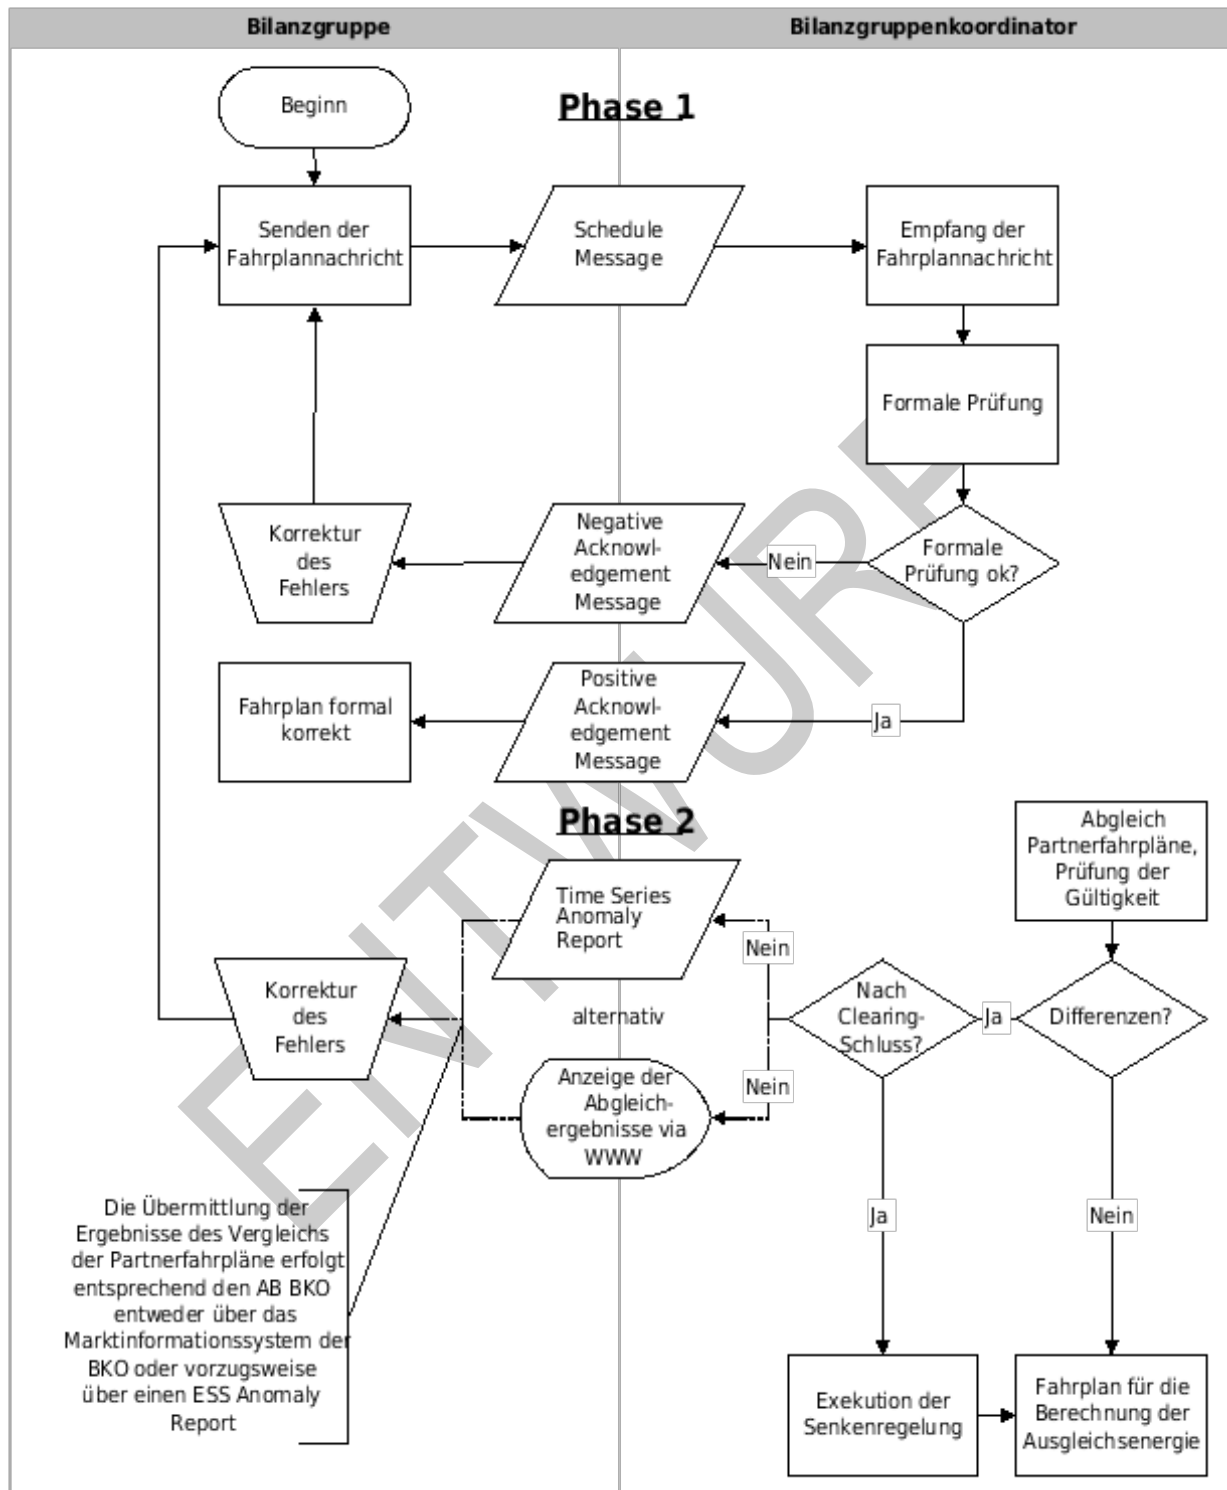 Bilanzgruppe
Bilanzgruppenkoordinator
Phase 1
Beginn
Senden der
Fahrplannachricht
Schedule
Message
Empfang der
Fahrplannachricht
Formale Prüfung
Formale
Prüfung ok?
Nein
Negative
Acknowl-
edgement
Message
Korrektur
des
Fehlers
Ja
Positive
Acknowl-
edgement
Message
Fahrplan formal
korrekt
Phase 2
Abgleich
Partnerfahrpläne,
Prüfung der
Gültigkeit
Differenzen?
Ja
Nach
Clearing-
Schluss?
Nein
Nein
Time Series
Anomaly
Report
alternativ
Anzeige der
Abgleich-
ergebnisse via
WWW
Korrektur
des
Fehlers
Die Übermittlung der
Ergebnisse des Vergleichs
der Partnerfahrpläne erfolgt
entsprechend den AB BKO
entweder über das
Marktinformationssystem der
BKO oder vorzugsweise
über einen ESS Anomaly
Report
Ja
Nein
Exekution der
Senkenregelung
Fahrplan für die
Berechnung der
Ausgleichsenergie
ENTWURF